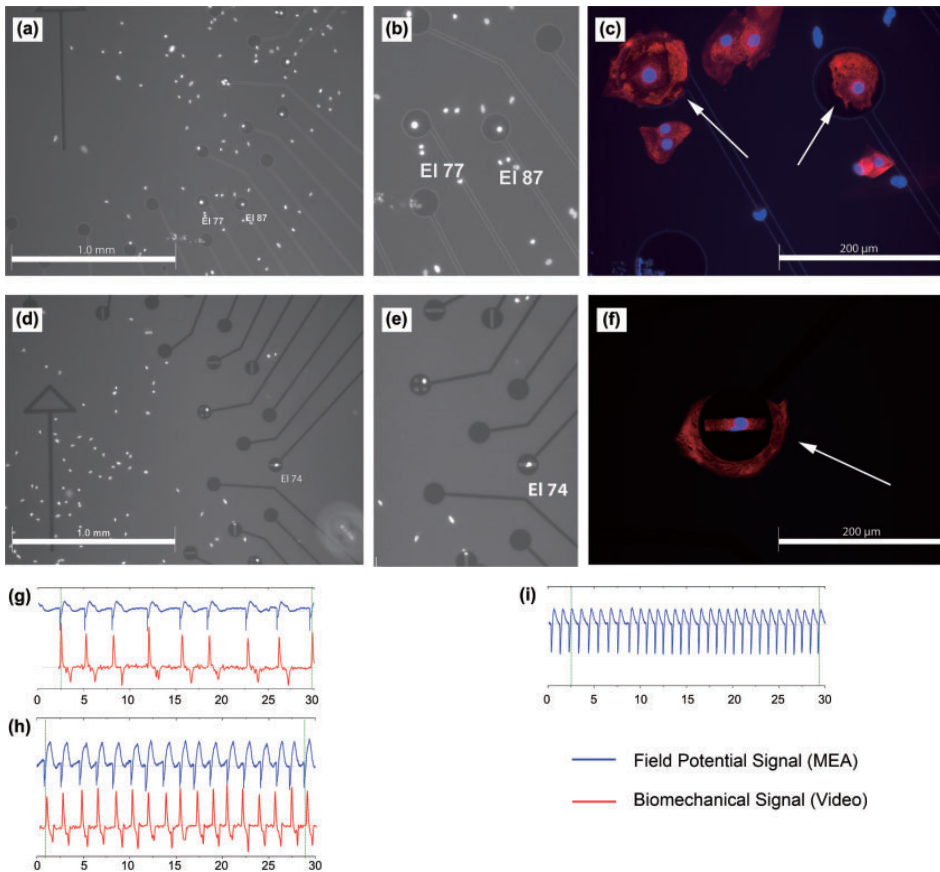 (a)
El 77
El 87
1.0 mm
(b)
El 77
El 87
(c)
200 µm
(d)
El 74
1.0 mm
(e)
El 74
(f)
200 µm
(g)
0 5 10 15 20 25 30
(h)
0 5 10 15 20 25 30
(i)
0 5 10 15 20 25 30
Field Potential Signal (MEA)
Biomechanical Signal (Video)